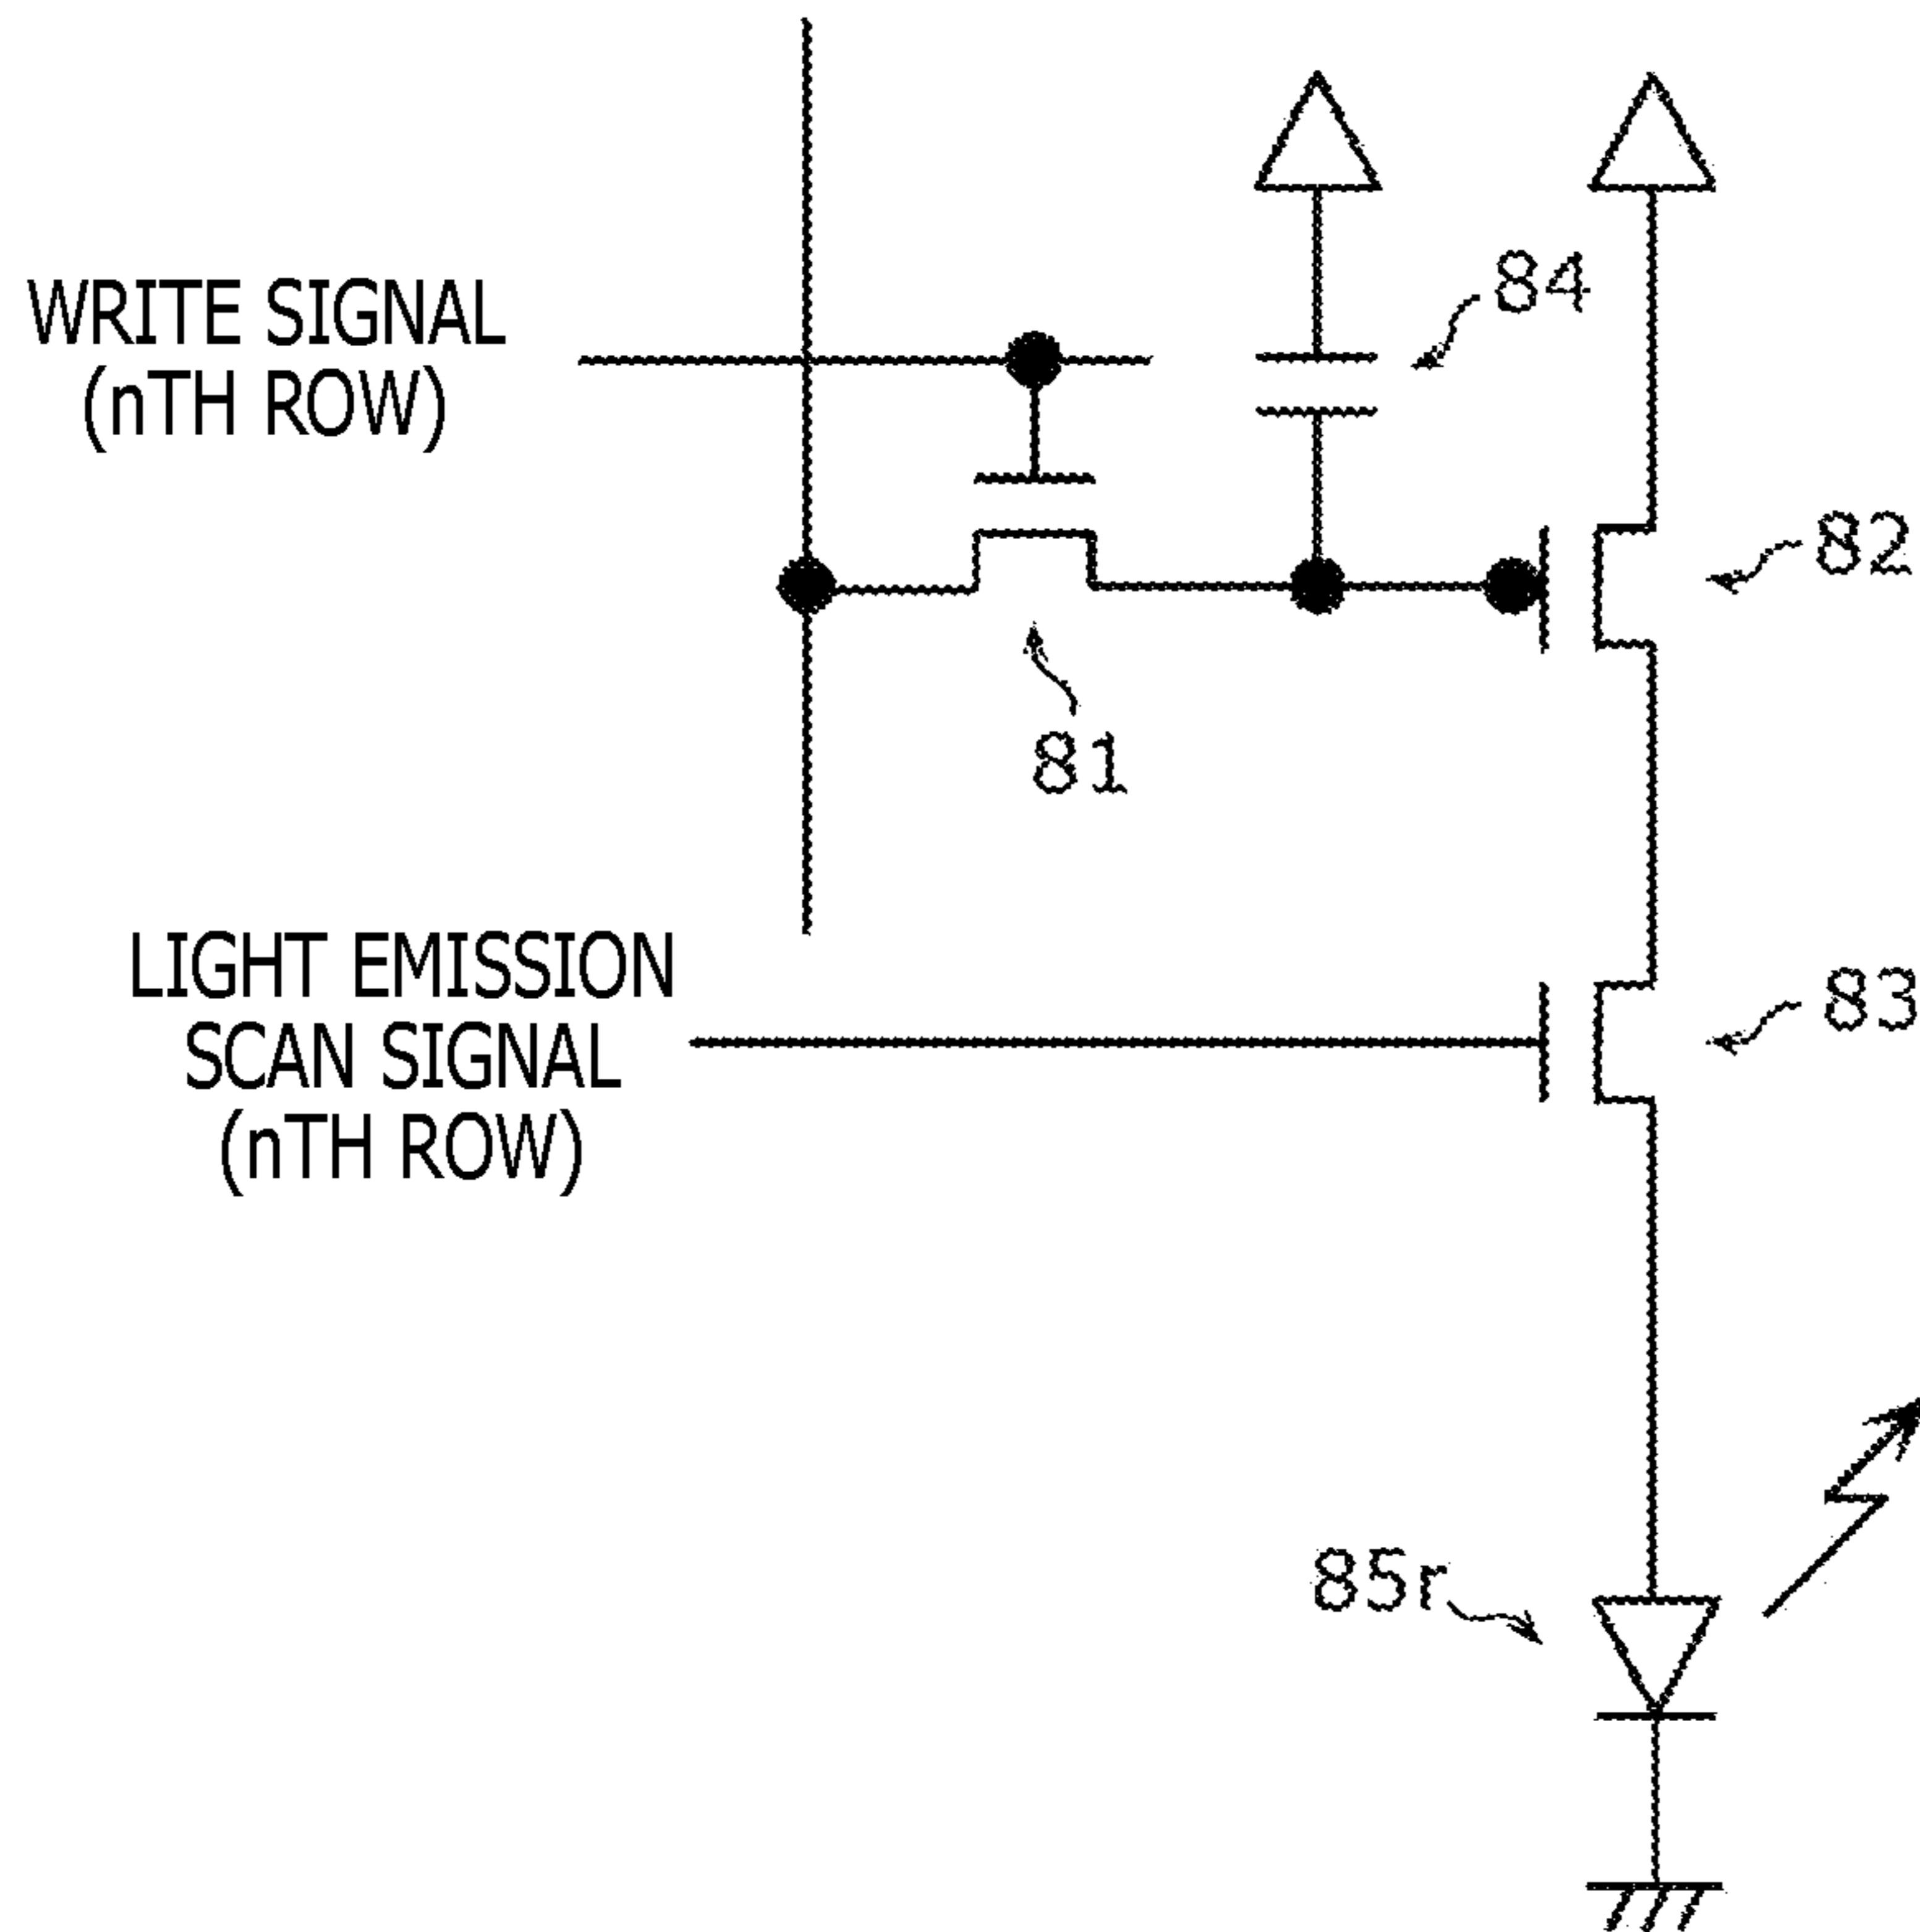 84
WRITE SIGNAL
(nTH ROW)
82
81
LIGHT EMISSION
SCAN SIGNAL
(nTH ROW)
83
85r